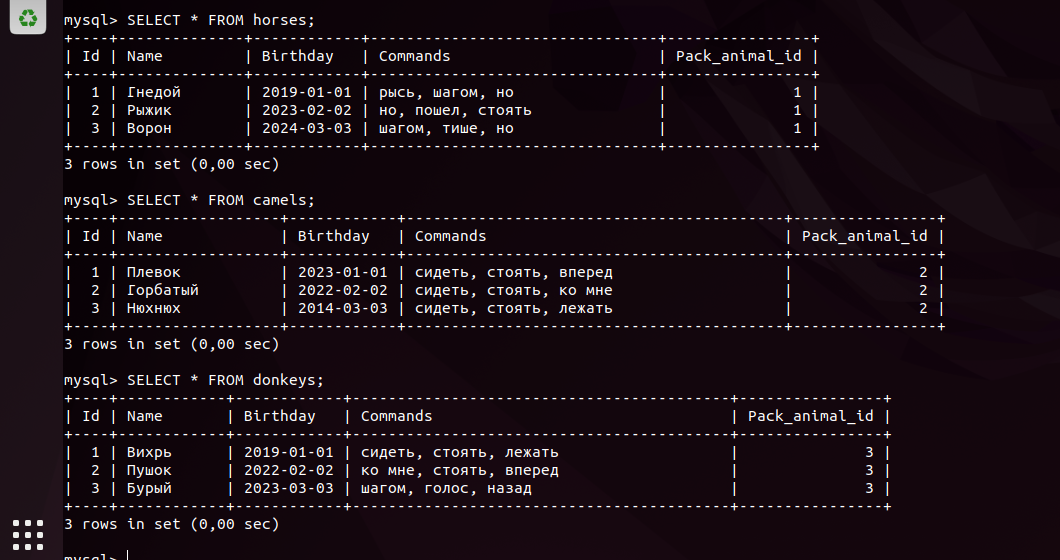 mysql> SELECT * FROM horses;
+----+--------------+------------+--------------------------------+----------------+
| Id | Name         | Birthday   | Commands                       | Pack_animal_id |
+----+--------------+------------+--------------------------------+----------------+
|  1 | Гнедой       | 2019-01-01 | рысь, шагом, но                |              1 |
|  2 | Рыжик        | 2023-02-02 | но, пошел, стоять              |              1 |
|  3 | Ворон        | 2024-03-03 | шагом, тише, но                |              1 |
+----+--------------+------------+--------------------------------+----------------+
3 rows in set (0,00 sec)
mysql> SELECT * FROM camels;
+----+------------------+------------+------------------------------------------+----------------+
| Id | Name             | Birthday   | Commands                                 | Pack_animal_id |
+----+------------------+------------+------------------------------------------+----------------+
|  1 | Плевок           | 2023-01-01 | сидеть, стоять, вперед                   |              2 |
|  2 | Горбатый         | 2022-02-02 | сидеть, стоять, ко мне                   |              2 |
|  3 | Нюхнюх           | 2014-03-03 | сидеть, стоять, лежать                   |              2 |
+----+------------------+------------+------------------------------------------+----------------+
3 rows in set (0,00 sec)
mysql> SELECT * FROM donkeys;
+----+------------+------------+------------------------------------------+----------------+
| Id | Name       | Birthday   | Commands                                 | Pack_animal_id |
+----+------------+------------+------------------------------------------+----------------+
|  1 | Вихрь      | 2019-01-01 | сидеть, стоять, лежать                   |              3 |
|  2 | Пушок      | 2022-02-02 | ко мне, стоять, вперед                   |              3 |
|  3 | Бурый      | 2023-03-03 | шагом, голос, назад                      |              3 |
+----+------------+------------+------------------------------------------+----------------+
3 rows in set (0,00 sec)
mysql>